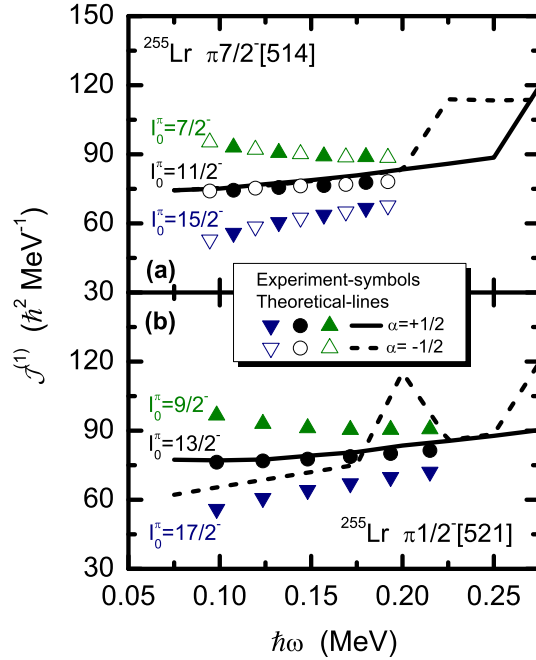 150
²⁵⁵Lr π7/2⁻[514]
120
I₀^π=7/2⁻
90
I₀^π=11/2⁻
60
I₀^π=15/2⁻
(a)
30
Experiment-symbols
Theoretical-lines
α=+1/2
α= -1/2
𝒥⁽¹⁾ (ℏ² MeV⁻¹)
(b)
120
I₀^π=9/2⁻
90
I₀^π=13/2⁻
60
I₀^π=17/2⁻
²⁵⁵Lr π1/2⁻[521]
30
0.05 0.10 0.15 0.20 0.25
ℏω (MeV)